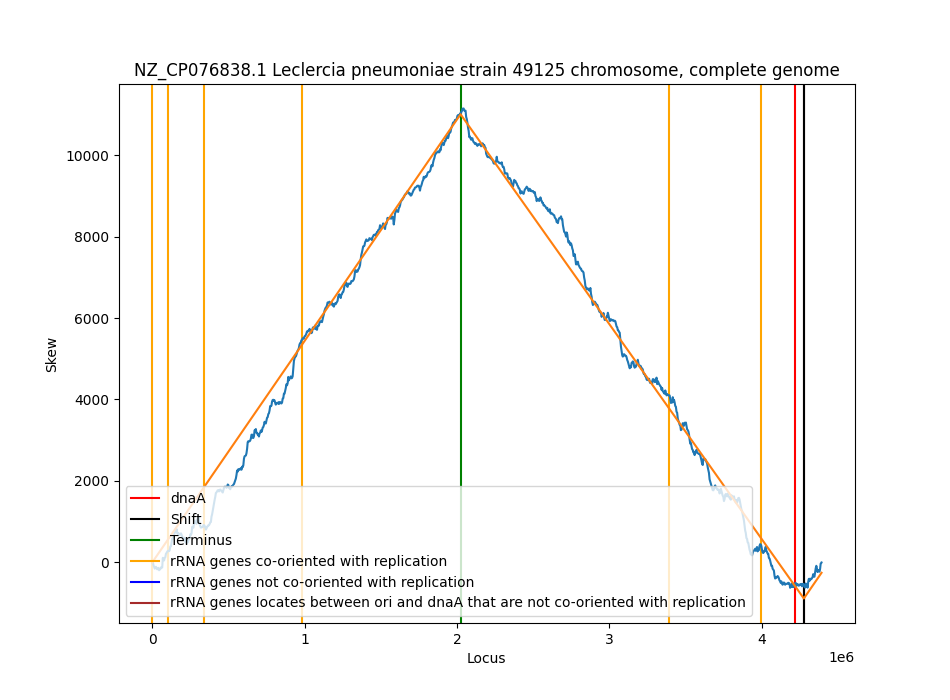 NZ_CP076838.1 Leclercia pneumoniae strain 49125 chromosome, complete genome
Skew
10000
8000
6000
4000
2000
0
dnaA
Shift
Terminus
rRNA genes co-oriented with replication
rRNA genes not co-oriented with replication
rRNA genes locates between ori and dnaA that are not co-oriented with replication
0 1 2 3 4
1e6
Locus